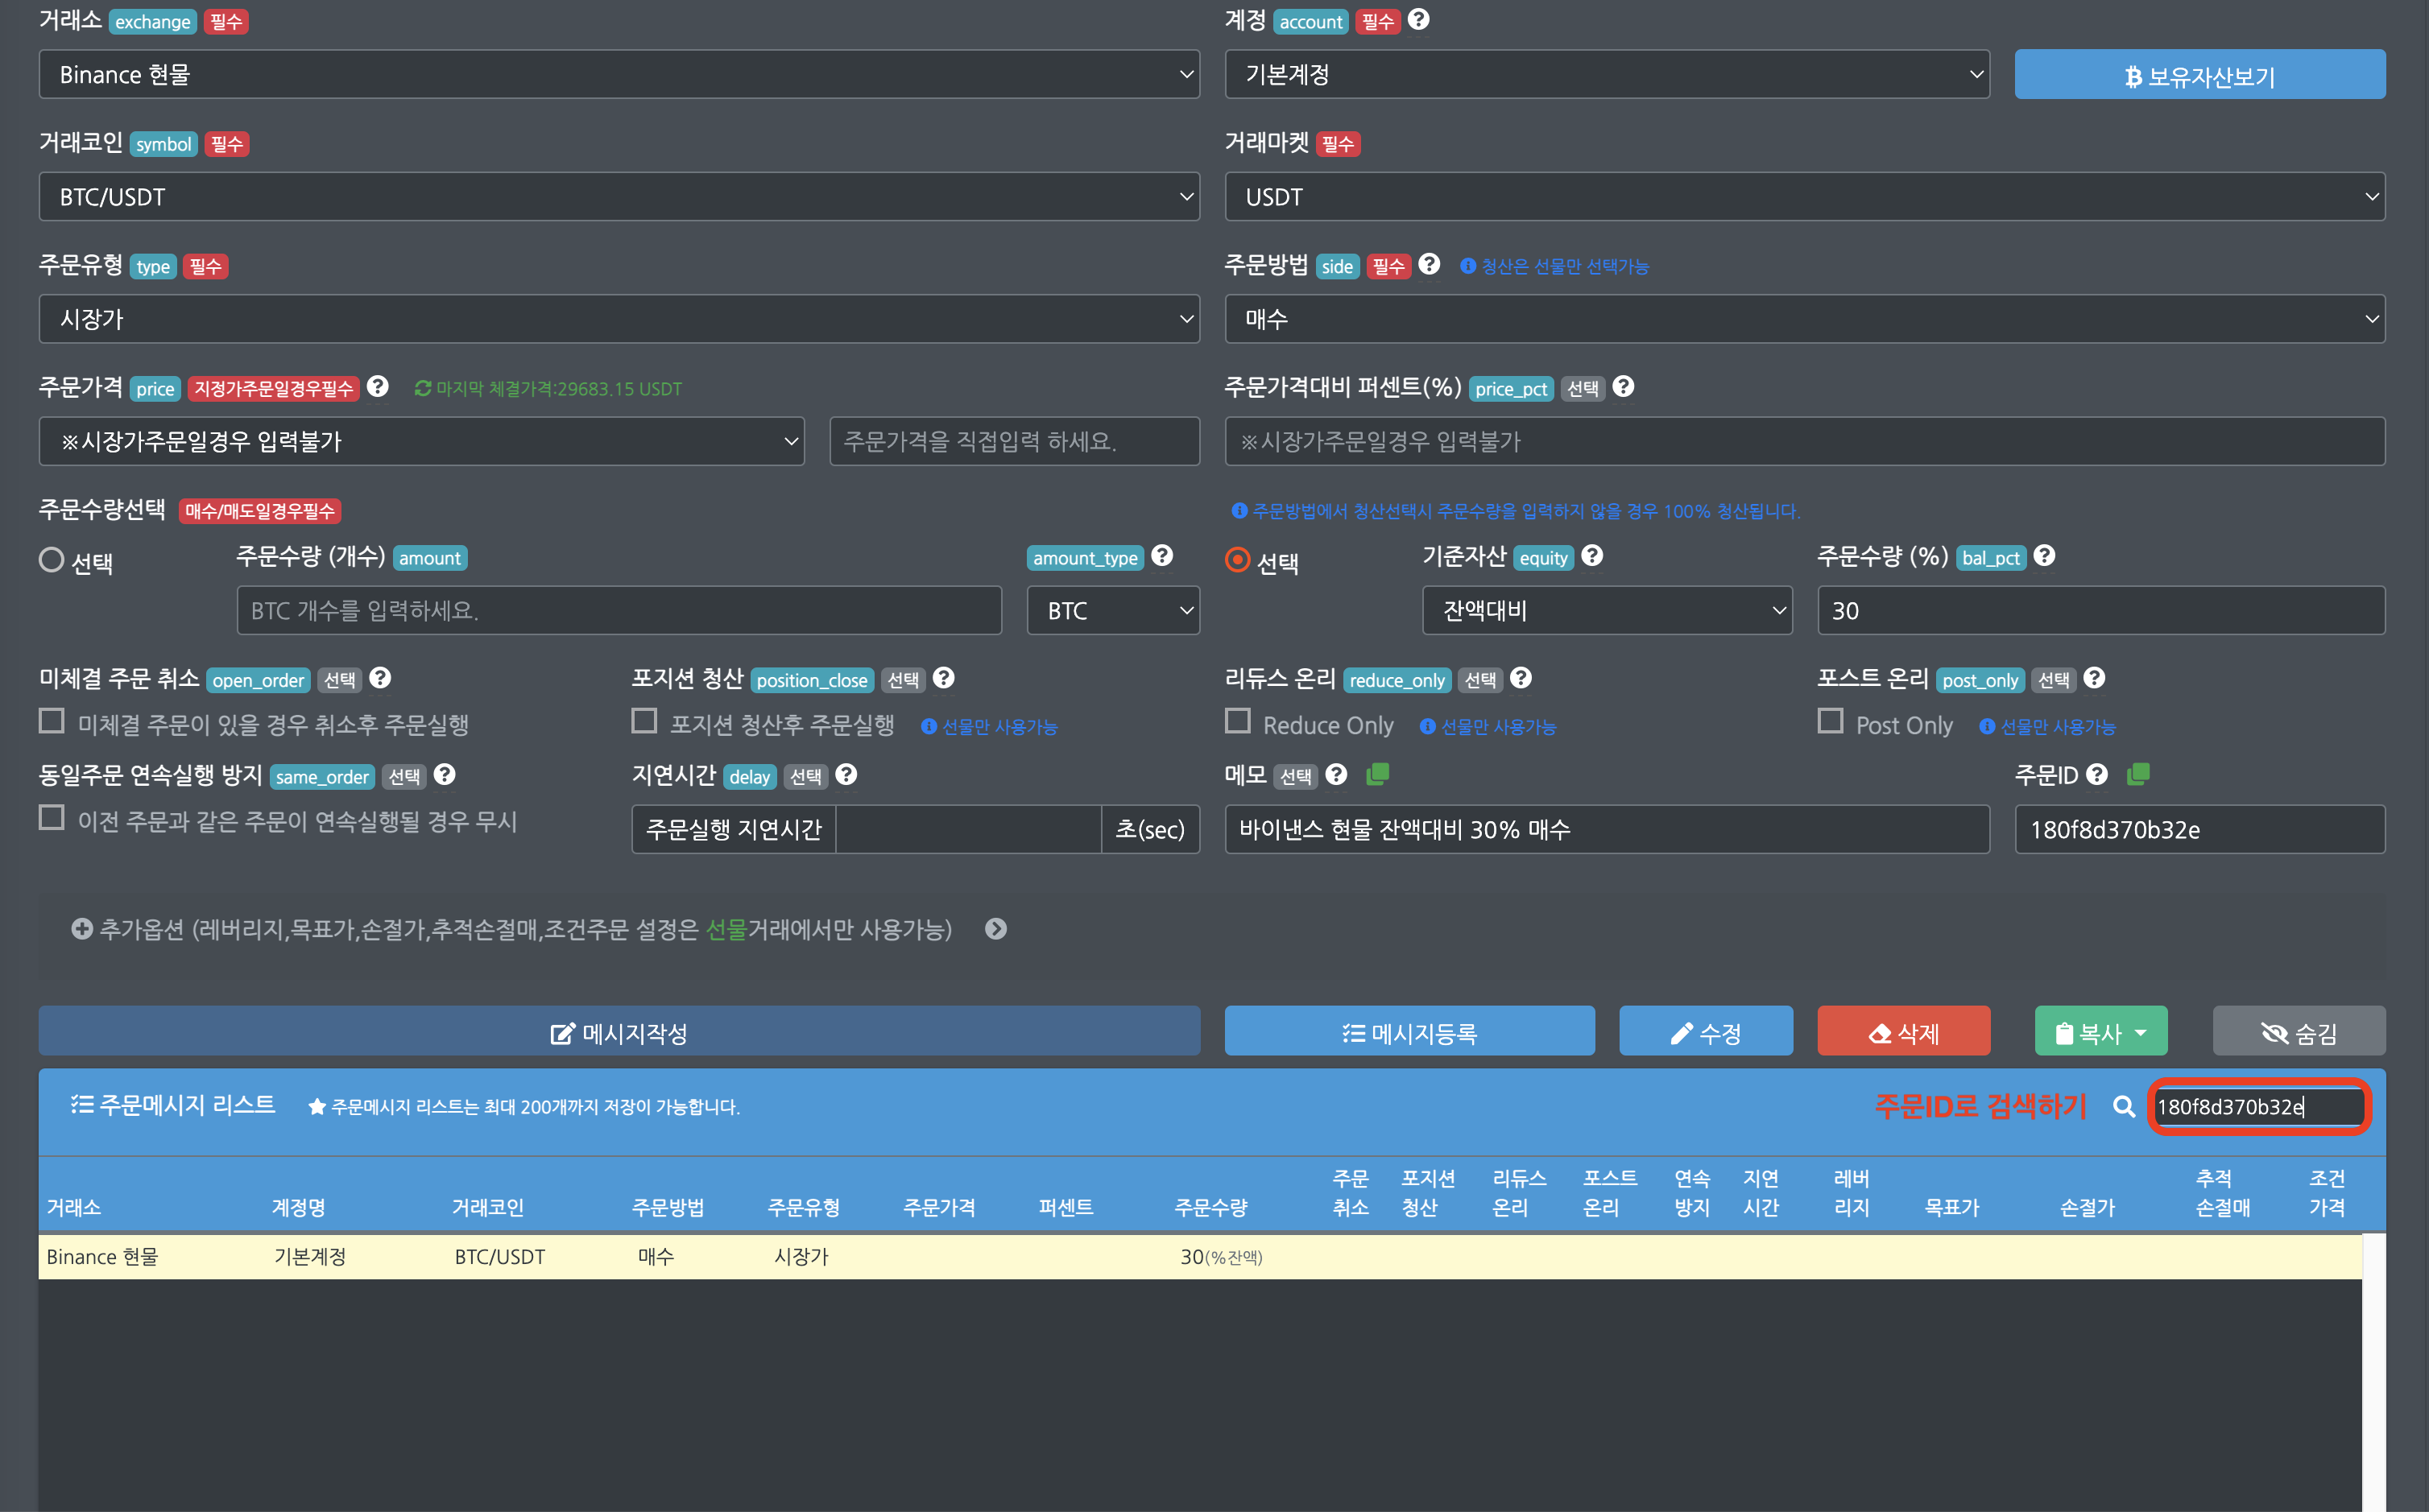 거래소 exchange 필수
계정 account 필수
Binance 현물
기본계정
보유자산보기
거래코인 symbol 필수
거래마켓 필수
BTC/USDT
USDT
주문유형 type 필수
주문방법 side 필수 청산은 선물만 선택가능
시장가
매수
주문가격 price 지정가주문일경우필수 마지막 체결가격:29683.15 USDT
주문가격대비 퍼센트(%) price_pct 선택
※시장가주문일경우 입력불가
주문가격을 직접입력 하세요.
※시장가주문일경우 입력불가
주문수량선택 매수/매도일경우필수
주문방법에서 청산선택시 주문수량을 입력하지 않을 경우 100% 청산됩니다.
선택
주문수량 (개수) amount
amount_type
선택
기준자산 equity
주문수량 (%) bal_pct
BTC 개수를 입력하세요.
BTC
잔액대비
30
미체결 주문 취소 open_order 선택
포지션 청산 position_close 선택
리듀스 온리 reduce_only 선택
포스트 온리 post_only 선택
미체결 주문이 있을 경우 취소후 주문실행
포지션 청산후 주문실행 선물만 사용가능
Reduce Only 선물만 사용가능
Post Only 선물만 사용가능
동일주문 연속실행 방지 same_order 선택
지연시간 delay 선택
메모 선택
주문ID
이전 주문과 같은 주문이 연속실행될 경우 무시
주문실행 지연시간
초(sec)
바이낸스 현물 잔액대비 30% 매수
180f8d370b32e
추가옵션 (레버리지,목표가,손절가,추적손절매,조건주문 설정은 선물거래에서만 사용가능)
메시지작성
메시지등록
수정
삭제
복사
숨김
주문메시지 리스트 주문메시지 리스트는 최대 200개까지 저장이 가능합니다.
주문ID로 검색하기
180f8d370b32e
거래소 계정명 거래코인 주문방법 주문유형 주문가격 퍼센트 주문수량 주문취소 포지션청산 리듀스온리 포스트온리 연속방지 지연시간 레버리지 목표가 손절가 추적손절매 조건가격
Binance 현물 기본계정 BTC/USDT 매수 시장가 30(%잔액)